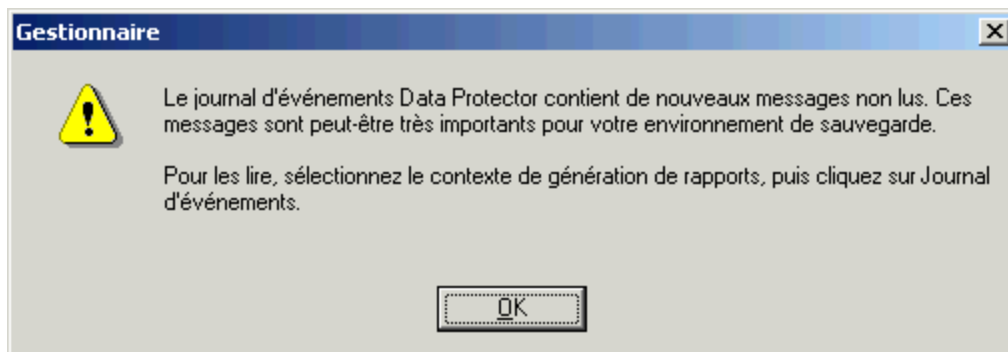 Gestionnaire
Le journal d'événements Data Protector contient de nouveaux messages non lus. Ces
messages sont peut-être très importants pour votre environnement de sauvegarde.
Pour les lire, sélectionnez le contexte de génération de rapports, puis cliquez sur Journal
d'événements.
OK